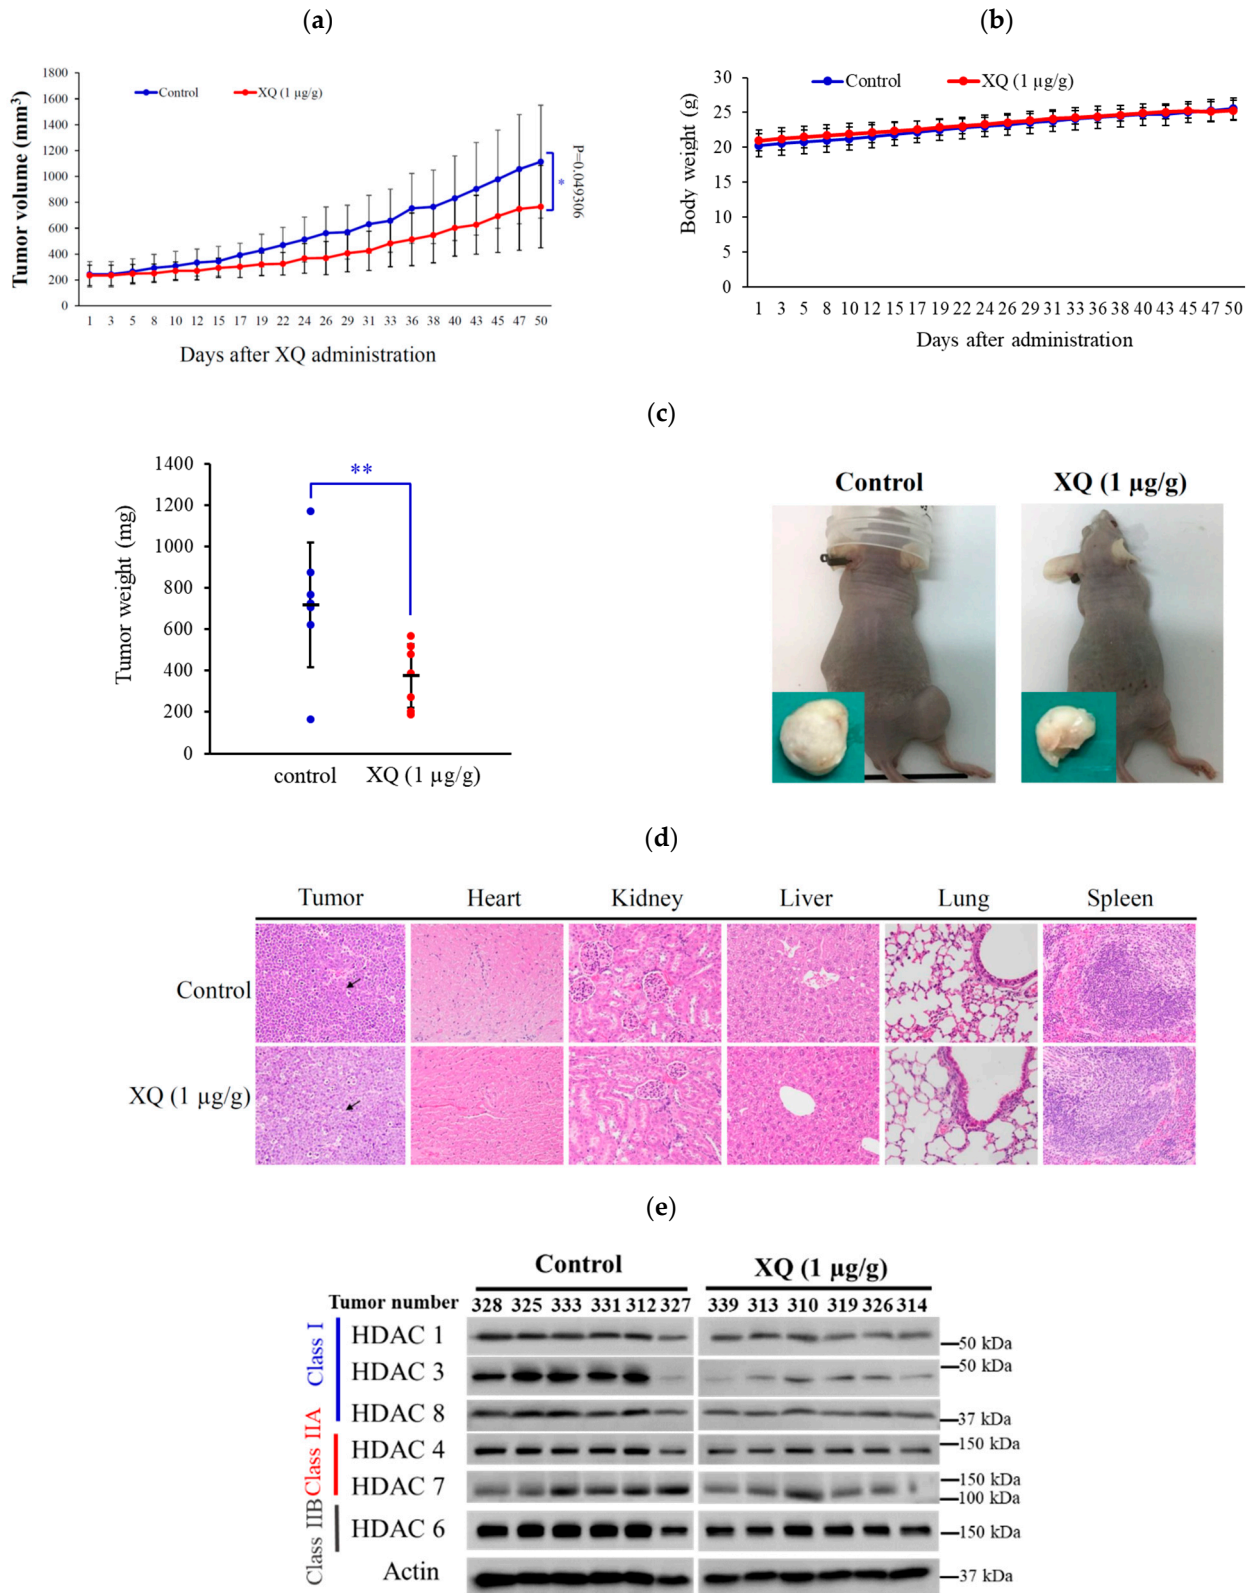 (a)
(b)
Control
XQ (1 µg/g)
Tumor volume (mm³)
1800
1600
1400
1200
1000
800
600
400
200
0
P=0.049306
*
1 3 5 8 10 12 15 17 19 22 24 26 29 31 33 36 38 40 43 45 47 50
Days after XQ administration
Control
XQ (1 µg/g)
Body weight (g)
30
25
20
15
10
5
0
1 3 5 8 10 12 15 17 19 22 24 26 29 31 33 36 38 40 43 45 47 50
Days after administration
(c)
Tumor weight (mg)
1400
1200
1000
800
600
400
200
0
**
control
XQ (1 µg/g)
Control
XQ (1 µg/g)
(d)
Tumor Heart Kidney Liver Lung Spleen
Control
XQ (1 µg/g)
(e)
Control
XQ (1 µg/g)
Tumor number 328 325 333 331 312 327 339 313 310 319 326 314
Class I
HDAC 1
50 kDa
HDAC 3
50 kDa
HDAC 8
37 kDa
Class IIA
HDAC 4
150 kDa
HDAC 7
150 kDa
100 kDa
Class IIB
HDAC 6
150 kDa
Actin
37 kDa